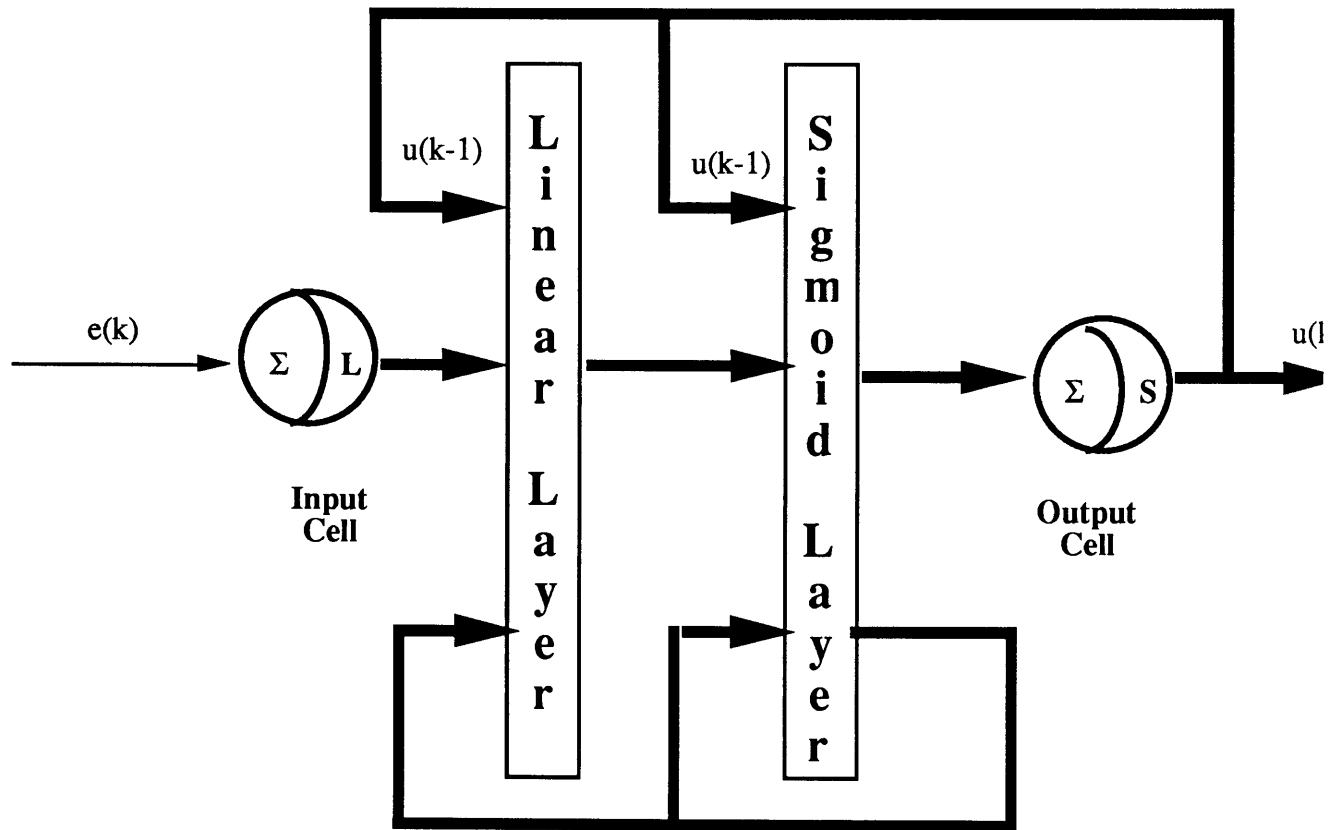 u(k-1)
u(k-1)
Linear Layer
Sigmoid Layer
e(k)
Σ L
Σ S
u(
Input
Cell
Output
Cell